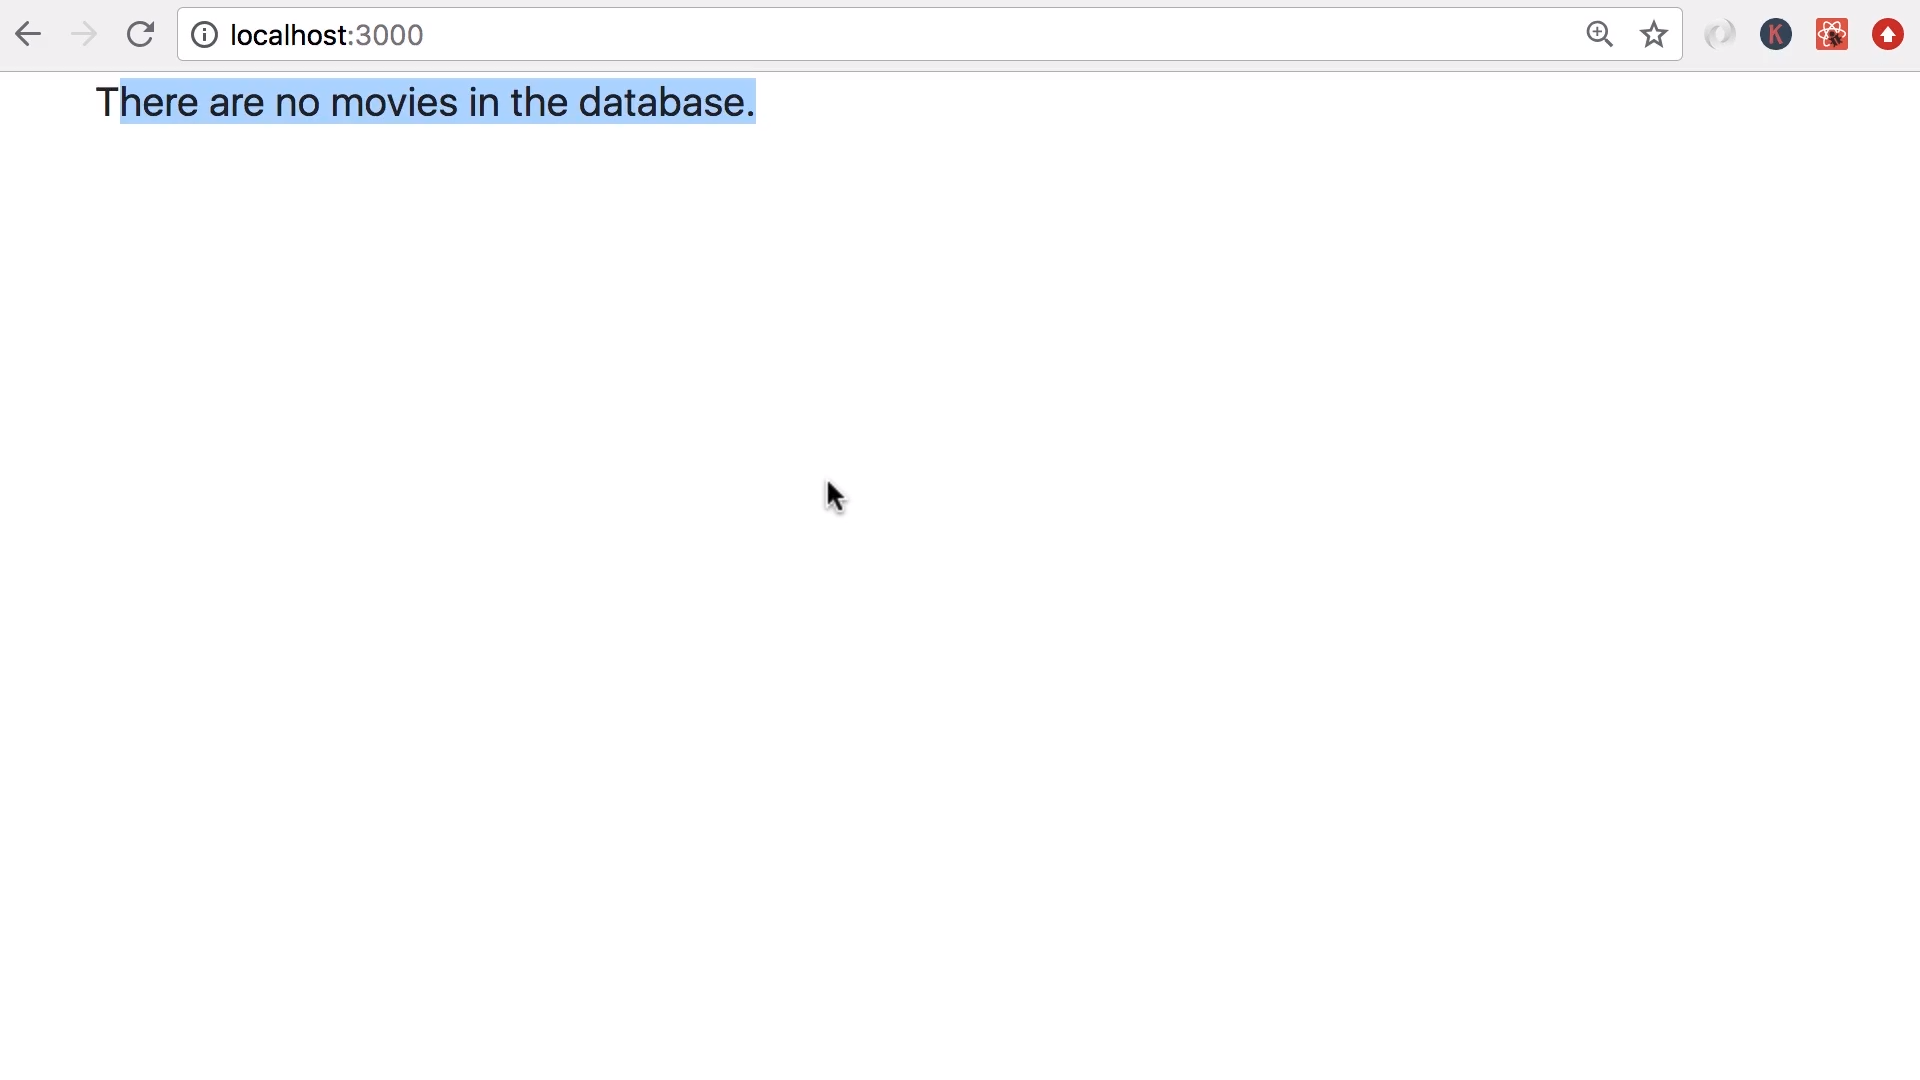 localhost:3000
K
There are no movies in the database.